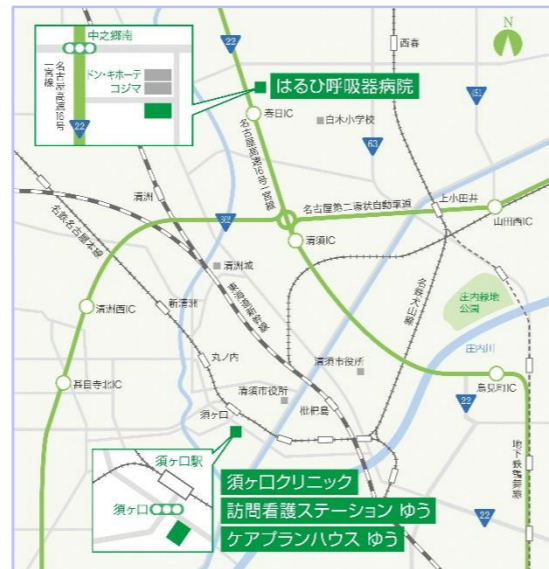 中之郷南
22
名古屋高速16号
一宮線
ドン・キホーテ
コジマ
22
西春
N
はるひ呼吸器病院
春日IC
白木小学校
63
名古屋高速16号一宮線
清洲
302
名古屋第二環状自動車道
上小田井
山田西IC
名鉄名古屋本線
清須IC
清洲城
東海道新幹線
名鉄犬山線
庄内緑地
公園
新清洲
清洲西IC
庄内川
丸ノ内
清須市役所
甚目寺北IC
清須市役所
枇杷島
鳥見町IC
22
須ヶ口
地下鉄鶴舞線
須ヶ口駅
須ヶ口
須ヶ口クリニック
訪問看護ステーション ゆう
ケアプランハウス ゆう
22